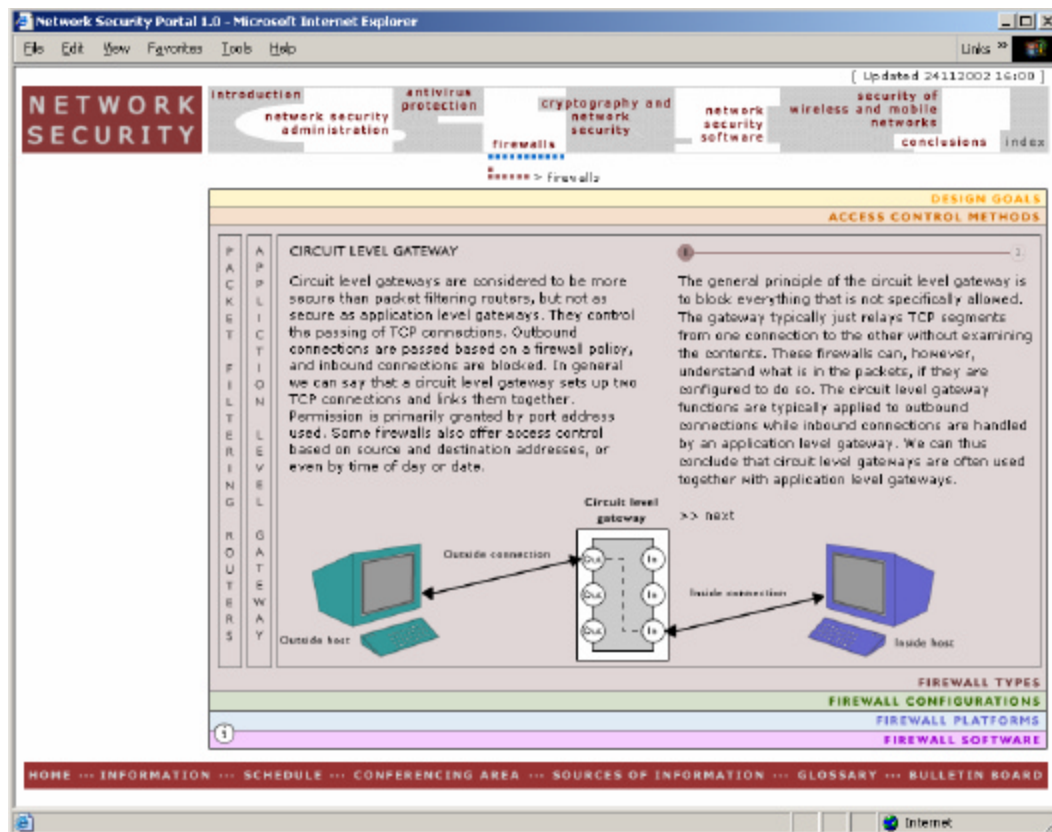 Network Security Portal 1.0 - Microsoft Internet Explorer
File Edit View Favorites Tools Help Links »
[ Updated 24112002 16:00 ]
NETWORK
SECURITY
introduction
network security
administration
antivirus
protection
firewalls
cryptography and
network
security
network
security
software
security of
wireless and mobile
networks
conclusions
index
> firewalls
DESIGN GOALS
ACCESS CONTROL METHODS
PACKET FILTERING ROUTERS
APPLICTION LEVEL GATEWAY
CIRCUIT LEVEL GATEWAY
Circuit level gateways are considered to be more
secure than packet filtering routers, but not as
secure as application level gateways. They control
the passing of TCP connections. Outbound
connections are passed based on a firewall policy,
and inbound connections are blocked. In general
we can say that a circuit level gateway sets up two
TCP connections and links them together.
Permission is primarily granted by port address
used. Some firewalls also offer access control
based on source and destination addresses, or
even by time of day or date.
1 2
The general principle of the circuit level gateway is
to block everything that is not specifically allowed.
The gateway typically just relays TCP segments
from one connection to the other without examining
the contents. These firewalls can, however,
understand what is in the packets, if they are
configured to do so. The circuit level gateway
functions are typically applied to outbound
connections while inbound connections are handled
by an application level gateway. We can thus
conclude that circuit level gateways are often used
together with application level gateways.
>> next
Circuit level
gateway
Outside connection
Out In
Out In
Out In
Inside connection
Outside host
Inside host
FIREWALL TYPES
FIREWALL CONFIGURATIONS
FIREWALL PLATFORMS
i
FIREWALL SOFTWARE
HOME ··· INFORMATION ··· SCHEDULE ··· CONFERENCING AREA ··· SOURCES OF INFORMATION ··· GLOSSARY ··· BULLETIN BOARD
Internet